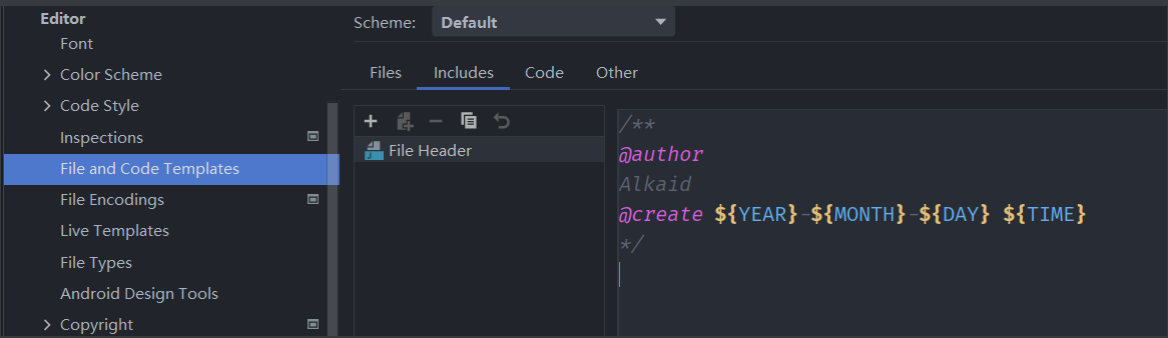 Editor
Font
Color Scheme
Code Style
Inspections
File and Code Templates
File Encodings
Live Templates
File Types
Android Design Tools
Copyright
Scheme: Default
Files Includes Code Other
File Header
/**
@author
Alkaid
@create ${YEAR}-${MONTH}-${DAY} ${TIME}
*/